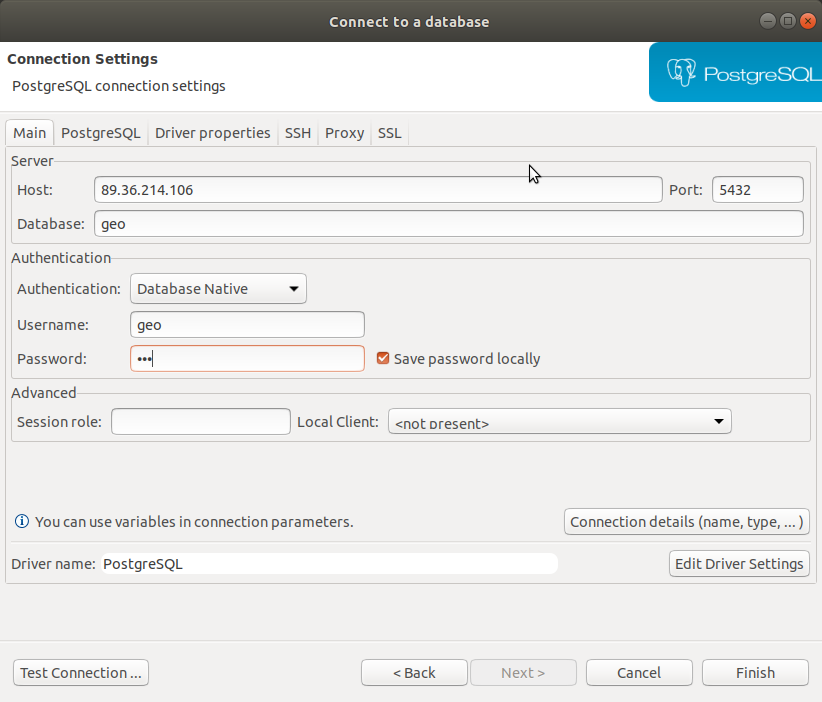 Connect to a database
Connection Settings
PostgreSQL connection settings
PostgreSQL
Main PostgreSQL Driver properties SSH Proxy SSL
Server
Host: 89.36.214.106 Port: 5432
Database: geo
Authentication
Authentication: Database Native
Username: geo
Password: •••
Save password locally
Advanced
Session role: Local Client: <not present>
You can use variables in connection parameters. Connection details (name, type, ... )
Driver name: PostgreSQL Edit Driver Settings
Test Connection ... < Back Next > Cancel Finish